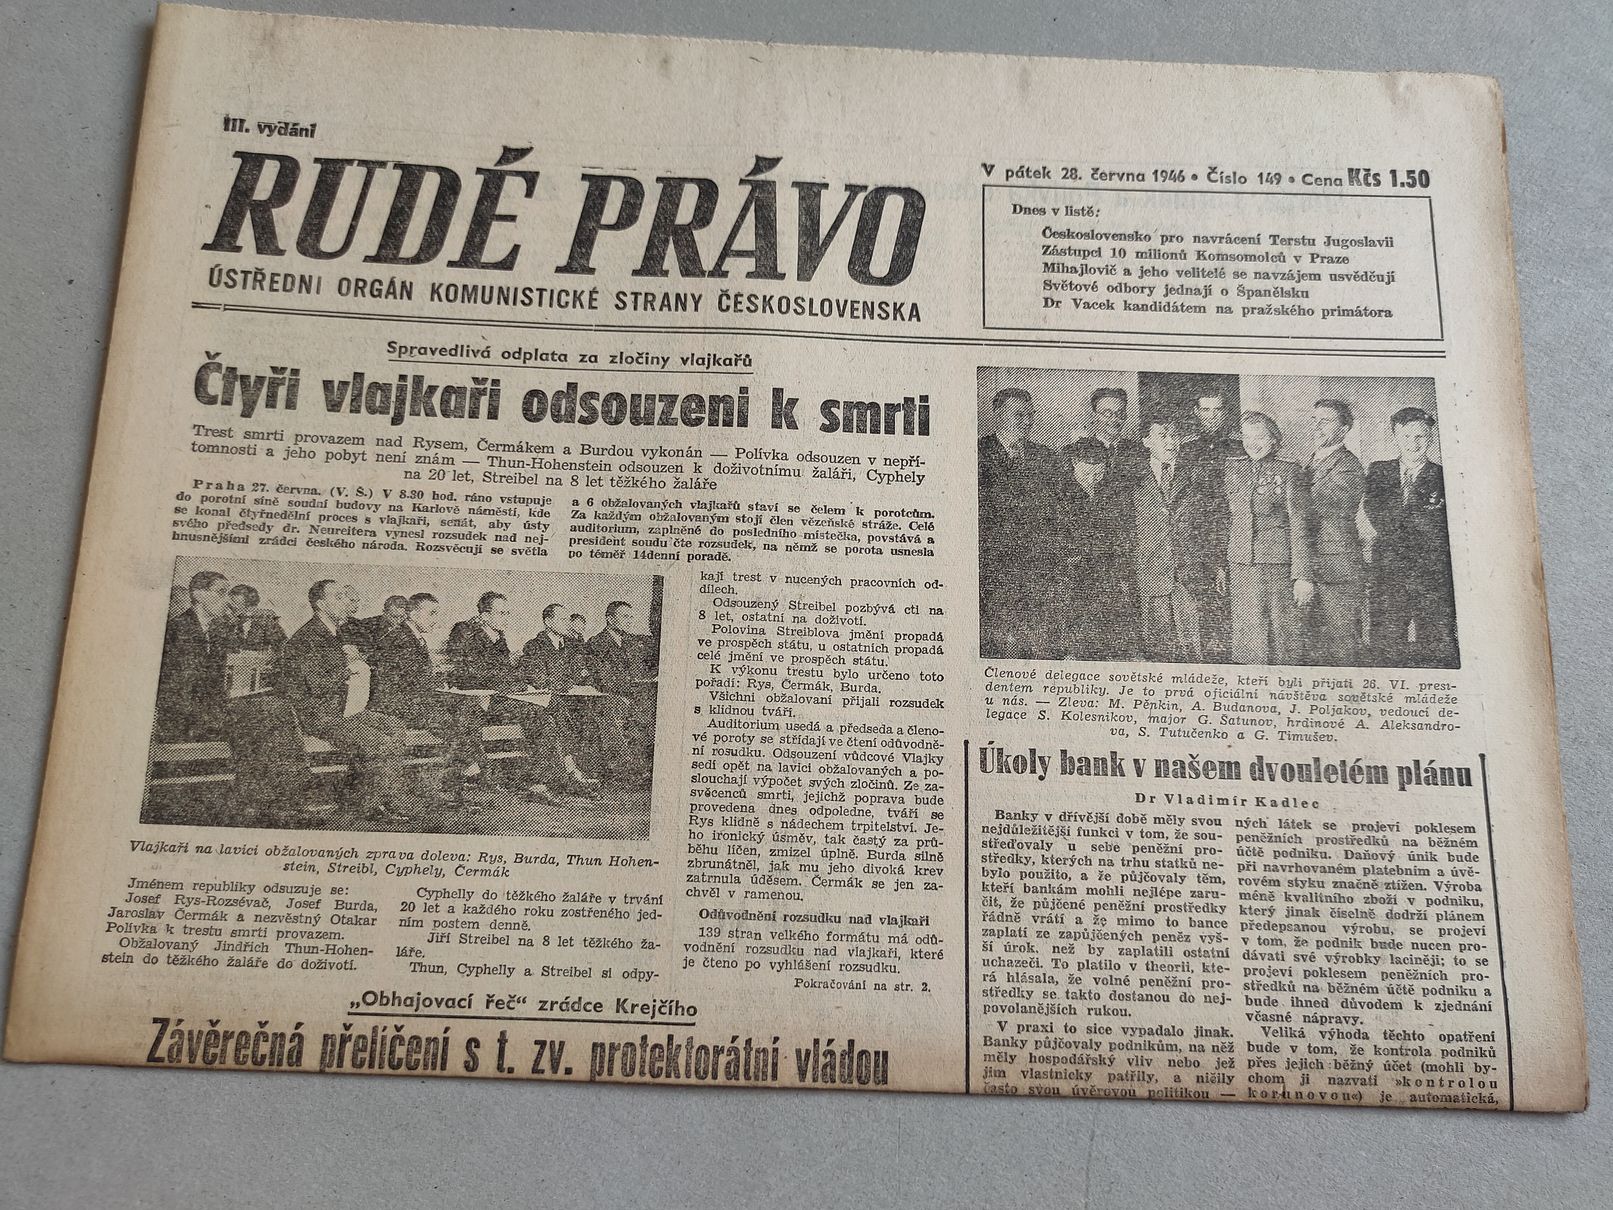 III. vydání
RUDÉ PRÁVO
ÚSTŘEDNI ORGÁN KOMUNISTICKÉ STRANY ČESKOSLOVENSKA
V pátek 28. června 1946 • Číslo 149 • Cena Kčs 1.50
Dnes v listě:
Československo pro navrácení Terstu Jugoslavii
Zástupci 10 milionů Komsomolců v Praze
Mihajlovič a jeho velitelé se navzájem usvědčují
Světové odbory jednají o Španělsku
Dr Vacek kandidátem na pražského primátora
Spravedlivá odplata za zločiny vlajkařů
Čtyři vlajkaři odsouzeni k smrti
Trest smrti provazem nad Rysem, Čermákem a Burdou vykonán — Polívka odsouzen v nepří-
tomnosti a jeho pobyt není znám — Thun-Hohenstein odsouzen k doživotnímu žaláři, Cyphely
na 20 let, Streibel na 8 let těžkého žaláře
Praha 27. června. (V. Š.) V 8.30 hod. ráno vstupuje
do porotní síně soudní budovy na Karlově náměstí, kde
se konal čtyřnedělní proces s vlajkaři, senát, aby ústy
svého předsedy dr. Neureitera vynesl rozsudek nad nej-
hnusnějšími zrádci českého národa. Rozsvěcují se světla
a 6 obžalovaných vlajkařů staví se čelem k porotcům.
Za každým obžalovaným stojí člen vězeňské stráže. Celé
auditorium, zaplněné do posledního místečka, povstává a
president soudu čte rozsudek, na němž se porota usnesla
po téměř 14denní poradě.
Vlajkaři na lavici obžalovaných zprava doleva: Rys, Burda, Thun Hohen-
stein, Streibl, Cyphely, Čermák
Jménem republiky odsuzuje se:
Josef Rys-Rozsévač, Josef Burda,
Jaroslav Čermák a nezvěstný Otakar
Polívka k trestu smrti provazem.
Obžalovaný Jindřich Thun-Hohen-
stein do těžkého žaláře do doživotí.
Cyphelly do těžkého žaláře v trvání
20 let a každého roku zostřeného jed-
ním postem denně.
Jiří Streibel na 8 let těžkého ža-
láře.
Thun, Cyphelly a Streibel si odpy-
kají trest v nucených pracovních od-
dílech.
Odsouzený Streibel pozbývá cti na
8 let, ostatní na doživotí.
Polovina Streiblova jmění propadá
ve prospěch státu, u ostatních propadá
celé jmění ve prospěch státu.
K výkonu trestu bylo určeno toto
pořadí: Rys, Čermák, Burda.
Všichni obžalovaní přijali rozsudek
s klidnou tváří.
Auditorium usedá a předseda a členo-
vé poroty se střídají ve čtení odůvodně-
ní rosudku. Odsouzení vůdcové Vlajky
sedí opět na lavici obžalovaných a po-
slouchají výpočet svých zločinů. Ze za-
svěcenců smrti, jejichž poprava bude
provedena dnes odpoledne, tváří se
Rys klidně s nádechem trpitelství. Je-
ho ironický úsměv, tak častý za prů-
běhu líčen, zmizel úplně. Burda silně
zbrunátněl, jak mu jeho divoká krev
zatrnula úděsem. Čermák se jen za-
chvěl v ramenou.
Odůvodnění rozsudku nad vlajkaři
139 stran velkého formátu má odů-
vodnění rozsudku nad vlajkaři, které
je čteno po vyhlášení rozsudku.
Pokračování na str. 2.
„Obhajovací řeč“ zrádce Krejčího
Závěrečná přelíčení s t. zv. protektorátní vládou
Členové delegace sovětské mládeže, kteří byli přijati 26. VI. presi-
dentem republiky. Je to prvá oficiální návštěva sovětské mládeže
u nás. — Zleva: M. Pěnkin, A. Budanova, J. Poljakov, vedoucí de-
legace S. Kolesnikov, major G. Šatunov, hrdinové A. Aleksandro-
va, S. Tutučenko a G. Timušev.
Úkoly bank v našem dvouletém plánu
Dr Vladimír Kadlec
Banky v dřívější době měly svou
nejdůležitější funkci v tom, že sou-
středovaly u sebe peněžní pro-
středky, kterých na trhu statků ne-
bylo použito, a že půjčovaly těm,
kteří bankám mohli nejlépe zaru-
čit, že půjčené peněžní prostředky
řádně vrátí a že mimo to bance
zaplatí ze zapůjčených peněz vyš-
ší úrok, než by zaplatili ostatní
uchazeči. To platilo v theorii, kte-
rá hlásala, že volné peněžní pro-
středky se takto dostanou do nej-
povolanějších rukou.
V praxi to sice vypadalo jinak.
Banky půjčovaly podnikům, na něž
měly hospodářský vliv nebo jež
jim vlastnicky patřily, a ničily
často svou úvěrovou politikou —
ných látek se projeví poklesem
peněžních prostředků na běžném
účtě podniku. Daňový únik bude
při navrhovaném platebním a úvě-
rovém styku značně ztížen. Výroba
méně kvalitního zboží v podniku,
který jinak číselně dodrží plánem
předepsanou výrobu, se projeví
v tom, že podnik bude nucen pro-
dávati své výrobky laciněji; to se
projeví poklesem peněžních pro-
středků na běžném účtě podniku a
bude ihned důvodem k zjednání
včasné nápravy.
Veliká výhoda těchto opatření
bude v tom, že kontrola podniků
přes jejich běžný účet (mohli by-
chom ji nazvati »kontrolou
korunovou«) je automatická,